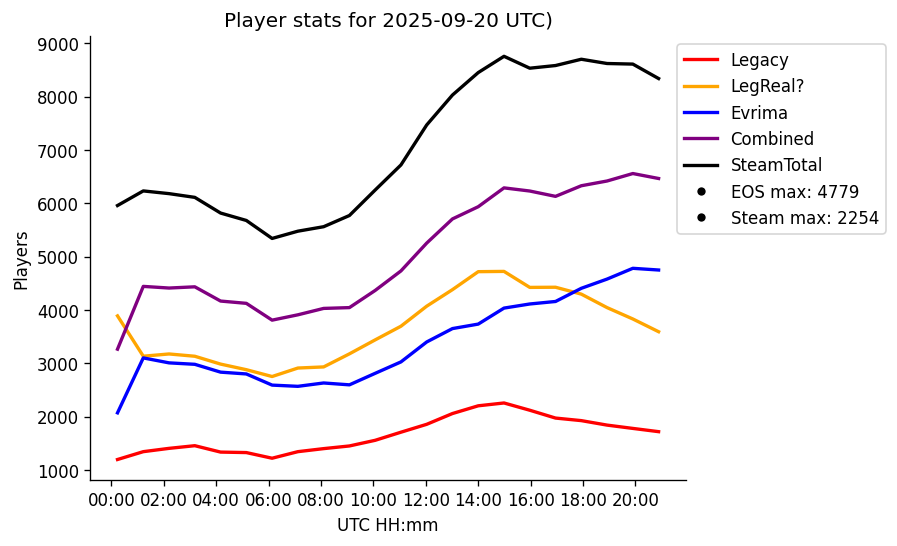 Player stats for 2025-09-20 UTC)
9000
8000
7000
6000
5000
4000
3000
2000
1000
Players
00:00 02:00 04:00 06:00 08:00 10:00 12:00 14:00 16:00 18:00 20:00
UTC HH:mm
Legacy
LegReal?
Evrima
Combined
SteamTotal
EOS max: 4779
Steam max: 2254